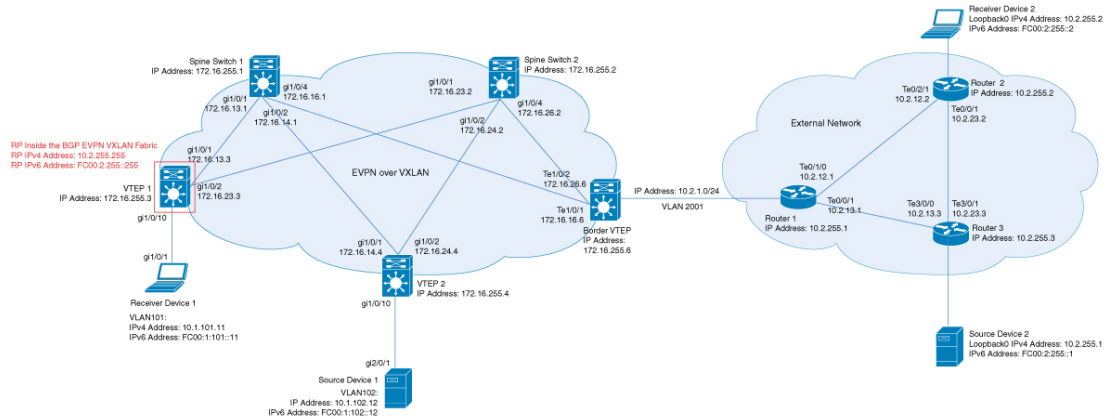 Spine Switch 1
IP Address: 172.16.255.1
gi1/0/4
172.16.16.1
gi1/0/1
172.16.13.1
gi1/0/2
172.16.14.1
Spine Switch 2
IP Address: 172.16.255.2
gi1/0/1
172.16.23.2
gi1/0/4
172.16.26.2
gi1/0/2
172.16.24.2
RP Inside the BGP EVPN VXLAN Fabric
RP IPv4 Address: 10.2.255.255
RP IPv6 Address: FC00.2.255::255
gi1/0/1
172.16.13.3
gi1/0/2
172.16.23.3
VTEP 1
IP Address: 172.16.255.3
gi1/0/10
gi1/0/1
Receiver Device 1
VLAN101:
IPv4 Address: 10.1.101.11
IPv6 Address: FC00:1:101::11
EVPN over VXLAN
Te1/0/2
172.16.26.6
Te1/0/1
172.16.16.6
Border VTEP
IP Address:
172.16.255.6
gi1/0/1
172.16.14.4
gi1/0/2
172.16.24.4
VTEP 2
IP Address: 172.16.255.4
gi1/0/10
gi2/0/1
Source Device 1
VLAN102:
IP Address: 10.1.102.12
IPv6 Address: FC00:1:102::12
IP Address: 10.2.1.0/24
VLAN 2001
External Network
Receiver Device 2
Loopback0 IPv4 Address: 10.2.255.2
IPv6 Address: FC00:2:255::2
Router 2
IP Address: 10.2.255.2
Te0/2/1
10.2.12.2
Te0/0/1
10.2.23.2
Te0/1/0
10.2.12.1
Te0/0/1
10.2.13.1
Router 1
IP Address: 10.2.255.1
Te3/0/0
10.2.13.3
Te3/0/1
10.2.23.3
Router 3
IP Address: 10.2.255.3
Source Device 2
Loopback0 IPv4 Address: 10.2.255.1
IPv6 Address: FC00:2:255::1